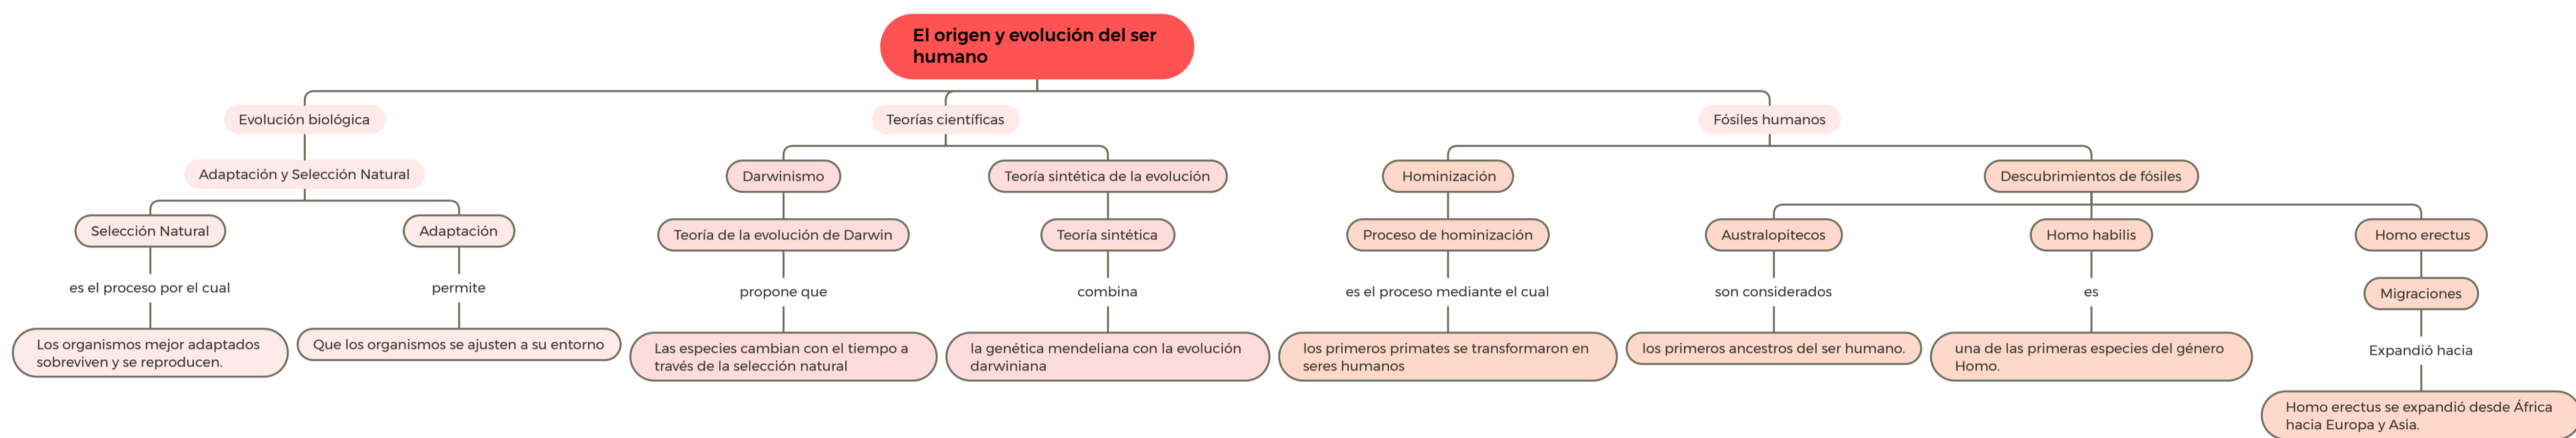 El origen y evolución del ser
humano
Evolución biológica
Teorías científicas
Fósiles humanos
Adaptación y Selección Natural
Darwinismo
Teoría sintética de la evolución
Hominización
Descubrimientos de fósiles
Selección Natural
Adaptación
Teoría de la evolución de Darwin
Teoría sintética
Proceso de hominización
Australopitecos
Homo habilis
Homo erectus
es el proceso por el cual
permite
propone que
combina
es el proceso mediante el cual
son considerados
es
Migraciones
Los organismos mejor adaptados
sobreviven y se reproducen.
Que los organismos se ajusten a su entorno
Las especies cambian con el tiempo a
través de la selección natural
la genética mendeliana con la evolución
darwiniana
los primeros primates se transformaron en
seres humanos
los primeros ancestros del ser humano.
una de las primeras especies del género
Homo.
Expandió hacia
Homo erectus se expandió desde África
hacia Europa y Asia.